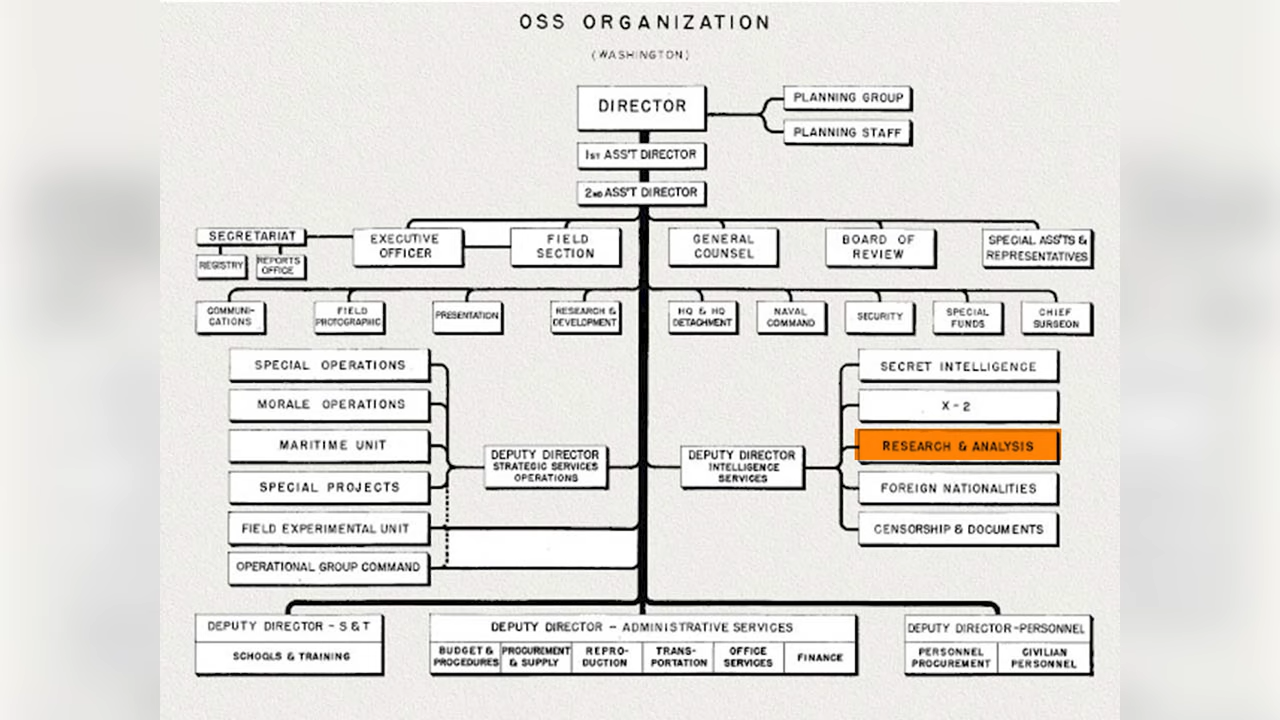 OSS ORGANIZATION
(WASHINGTON)
DIRECTOR
PLANNING GROUP
PLANNING STAFF
1ST ASS'T DIRECTOR
2ND ASS'T DIRECTOR
SECRETARIAT
REGISTRY
REPORTS
OFFICE
EXECUTIVE
OFFICER
FIELD
SECTION
GENERAL
COUNSEL
BOARD OF
REVIEW
SPECIAL ASS'TS &
REPRESENTATIVES
COMMUNI-
CATIONS
FIELD
PHOTOGRAPHIC
PRESENTATION
RESEARCH &
DEVELOPMENT
HQ & HQ
DETACHMENT
NAVAL
COMMAND
SECURITY
SPECIAL
FUNDS
CHIEF
SURGEON
SPECIAL OPERATIONS
MORALE OPERATIONS
MARITIME UNIT
SPECIAL PROJECTS
FIELD EXPERIMENTAL UNIT
OPERATIONAL GROUP COMMAND
DEPUTY DIRECTOR
STRATEGIC SERVICES
OPERATIONS
DEPUTY DIRECTOR
INTELLIGENCE
SERVICES
SECRET INTELLIGENCE
X-2
RESEARCH & ANALYSIS
FOREIGN NATIONALITIES
CENSORSHIP & DOCUMENTS
DEPUTY DIRECTOR - S & T
SCHOOLS & TRAINING
DEPUTY DIRECTOR - ADMINISTRATIVE SERVICES
BUDGET &
PROCEDURES
PROCUREMENT
& SUPPLY
REPRO-
DUCTION
TRANS-
PORTATION
OFFICE
SERVICES
FINANCE
DEPUTY DIRECTOR-PERSONNEL
PERSONNEL
PROCUREMENT
CIVILIAN
PERSONNEL